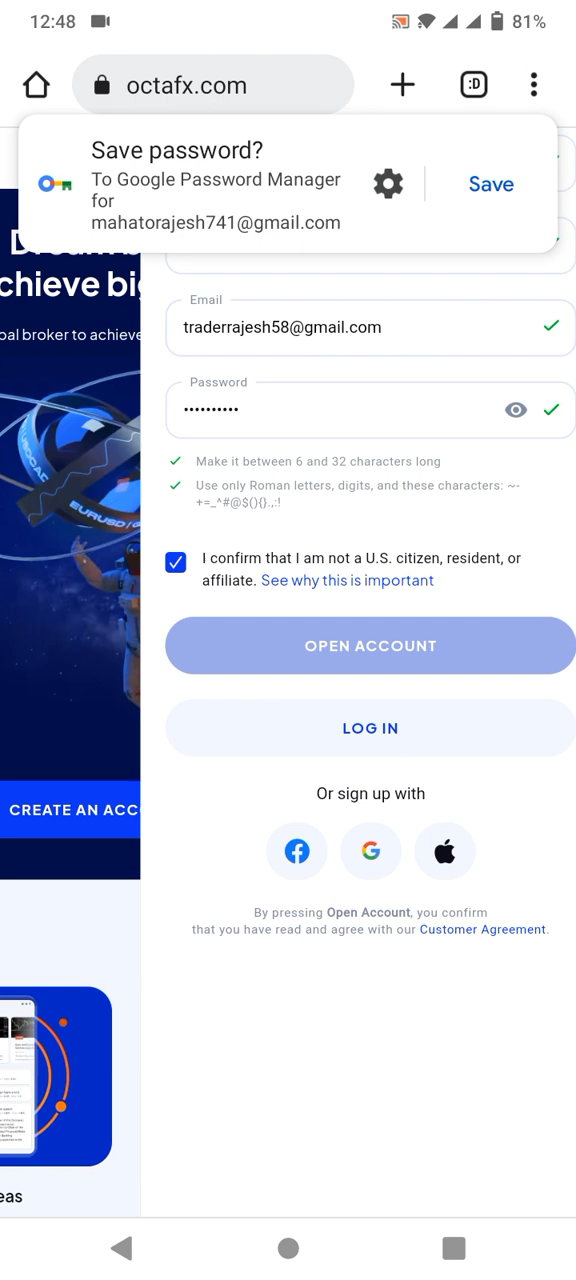 12:48
81%
octafx.com
:D
Save password?
To Google Password Manager
for
mahatorajesh741@gmail.com
Save
chieve big
oal broker to achieve
Email
traderrajesh58@gmail.com
Password
••••••••••
Make it between 6 and 32 characters long
Use only Roman letters, digits, and these characters: ~-
+=_^#@$(){}.,:!
I confirm that I am not a U.S. citizen, resident, or
affiliate. See why this is important
EURUSD
OPEN ACCOUNT
LOG IN
Or sign up with
CREATE AN ACC
By pressing Open Account, you confirm
that you have read and agree with our Customer Agreement.
eas